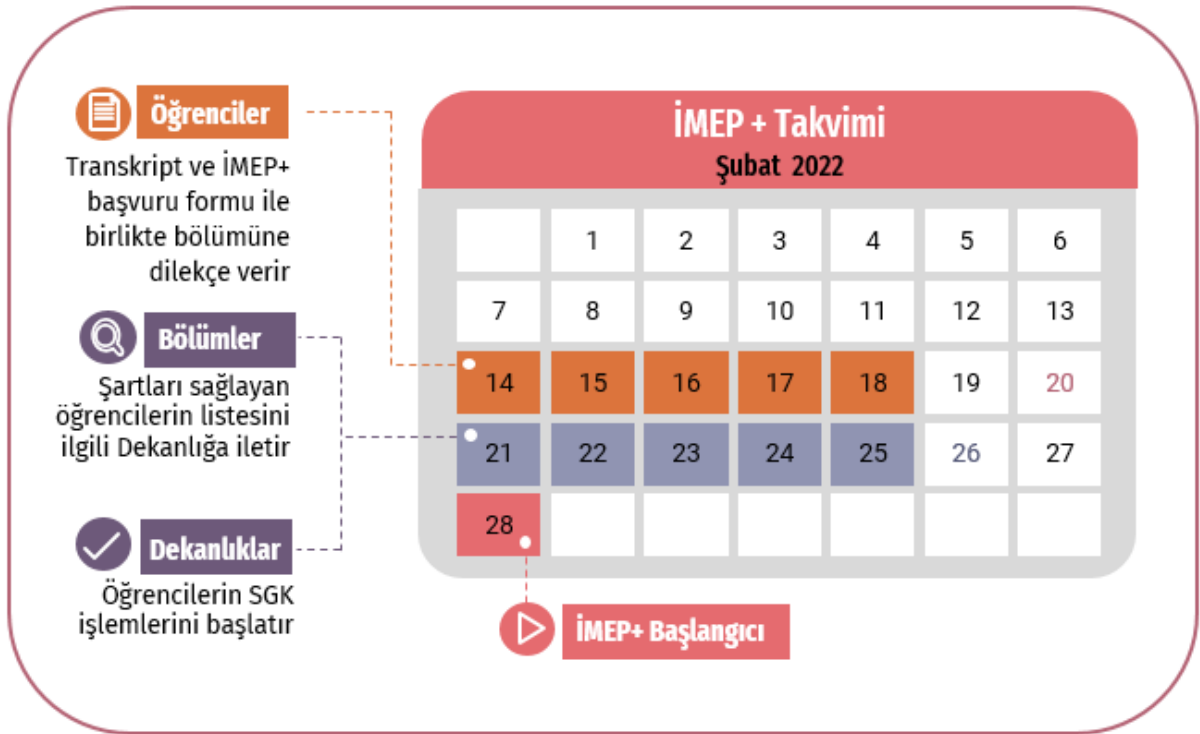 Öğrenciler
Transkript ve İMEP+
başvuru formu ile
birlikte bölümüne
dilekçe verir
Bölümler
Şartları sağlayan
öğrencilerin listesini
ilgili Dekanlığa iletir
Dekanlıklar
Öğrencilerin SGK
işlemlerini başlatır
İMEP + Takvimi
Şubat 2022
1 2 3 4 5 6
7 8 9 10 11 12 13
14 15 16 17 18 19 20
21 22 23 24 25 26 27
28
İMEP+ Başlangıcı